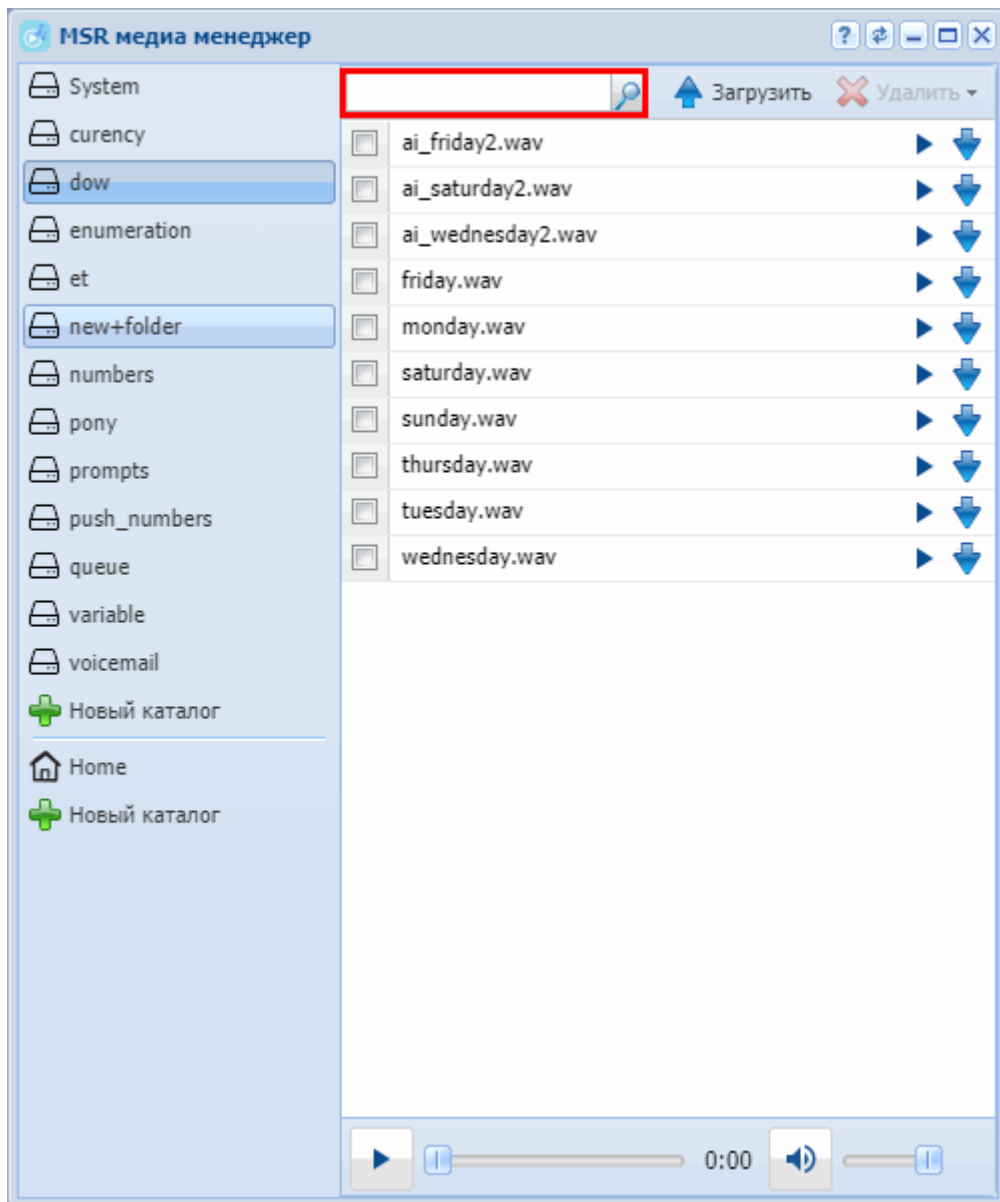 MSR медиа менеджер
System
curency
dow
enumeration
et
new+folder
numbers
pony
prompts
push_numbers
queue
variable
voicemail
Новый каталог
Home
Новый каталог
Загрузить
Удалить
ai_friday2.wav
ai_saturday2.wav
ai_wednesday2.wav
friday.wav
monday.wav
saturday.wav
sunday.wav
thursday.wav
tuesday.wav
wednesday.wav
0:00